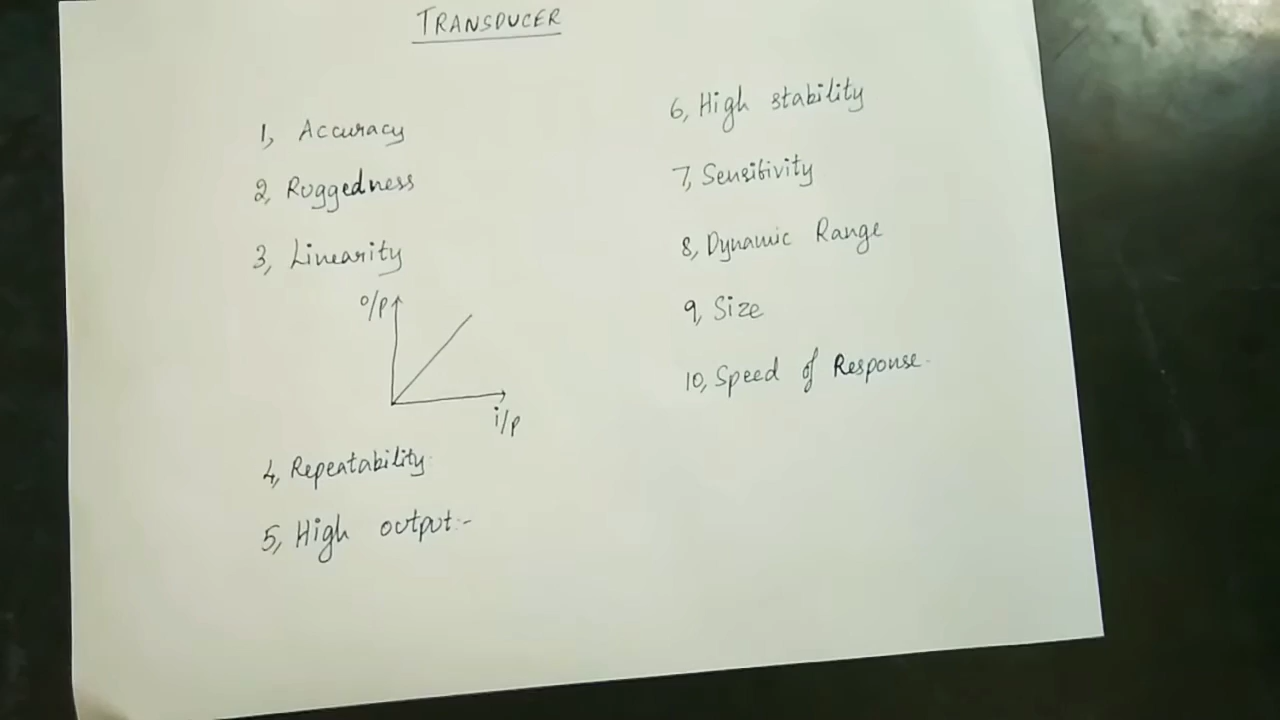 TRANSDUCER
1, Accuracy
2, Ruggedness
3, Linearity
o/p
i/p
4, Repeatability.
5, High output:-
6, High stability
7, Sensitivity
8, Dynamic Range
9, Size
10, Speed of Response.